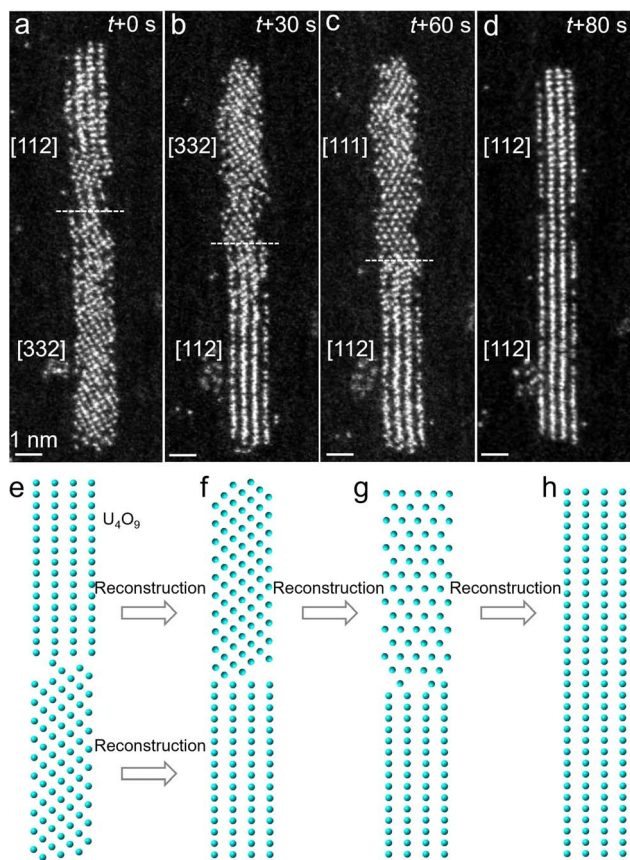 a t+0 s
[112]
[332]
1 nm
b t+30 s
[332]
[112]
c t+60 s
[111]
[112]
d t+80 s
[112]
[112]
e
U₄O₉
Reconstruction
Reconstruction
f
Reconstruction
g
Reconstruction
h